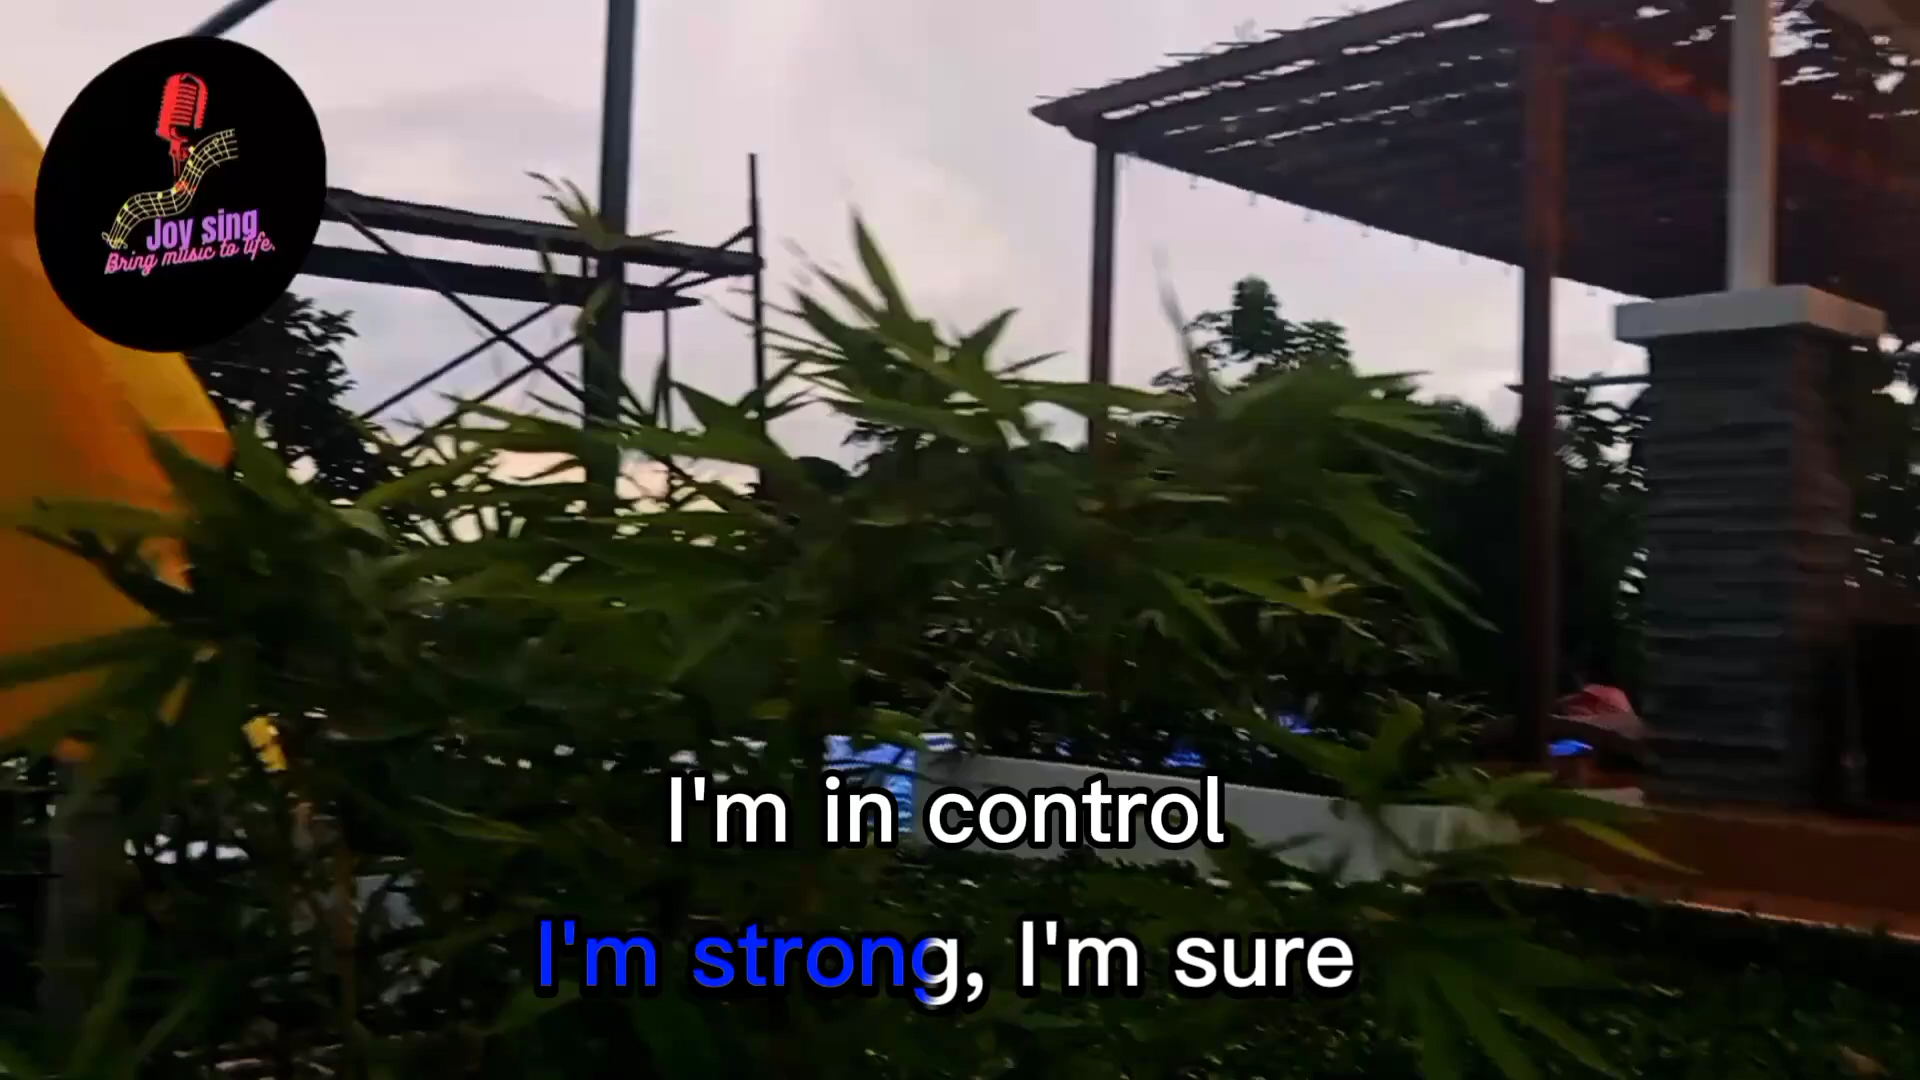 Joy sing
Bring music to life.
I'm in control
I'm strong, I'm sure